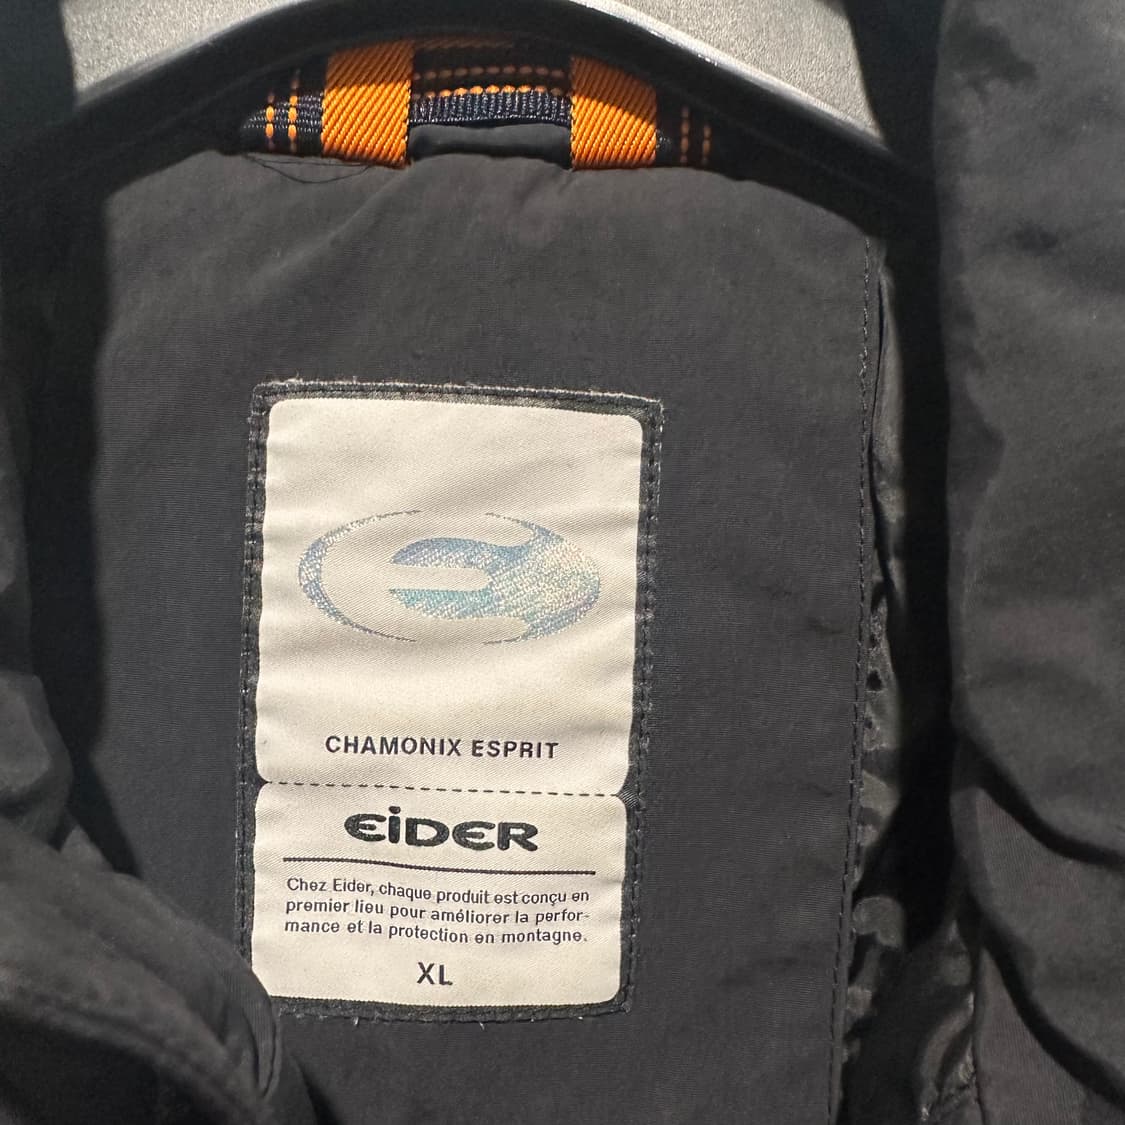 CHAMONIX ESPRIT
EiDER
Chez Eider, chaque produit est conçu en
premier lieu pour améliorer la perfor-
mance et la protection en montagne.
XL